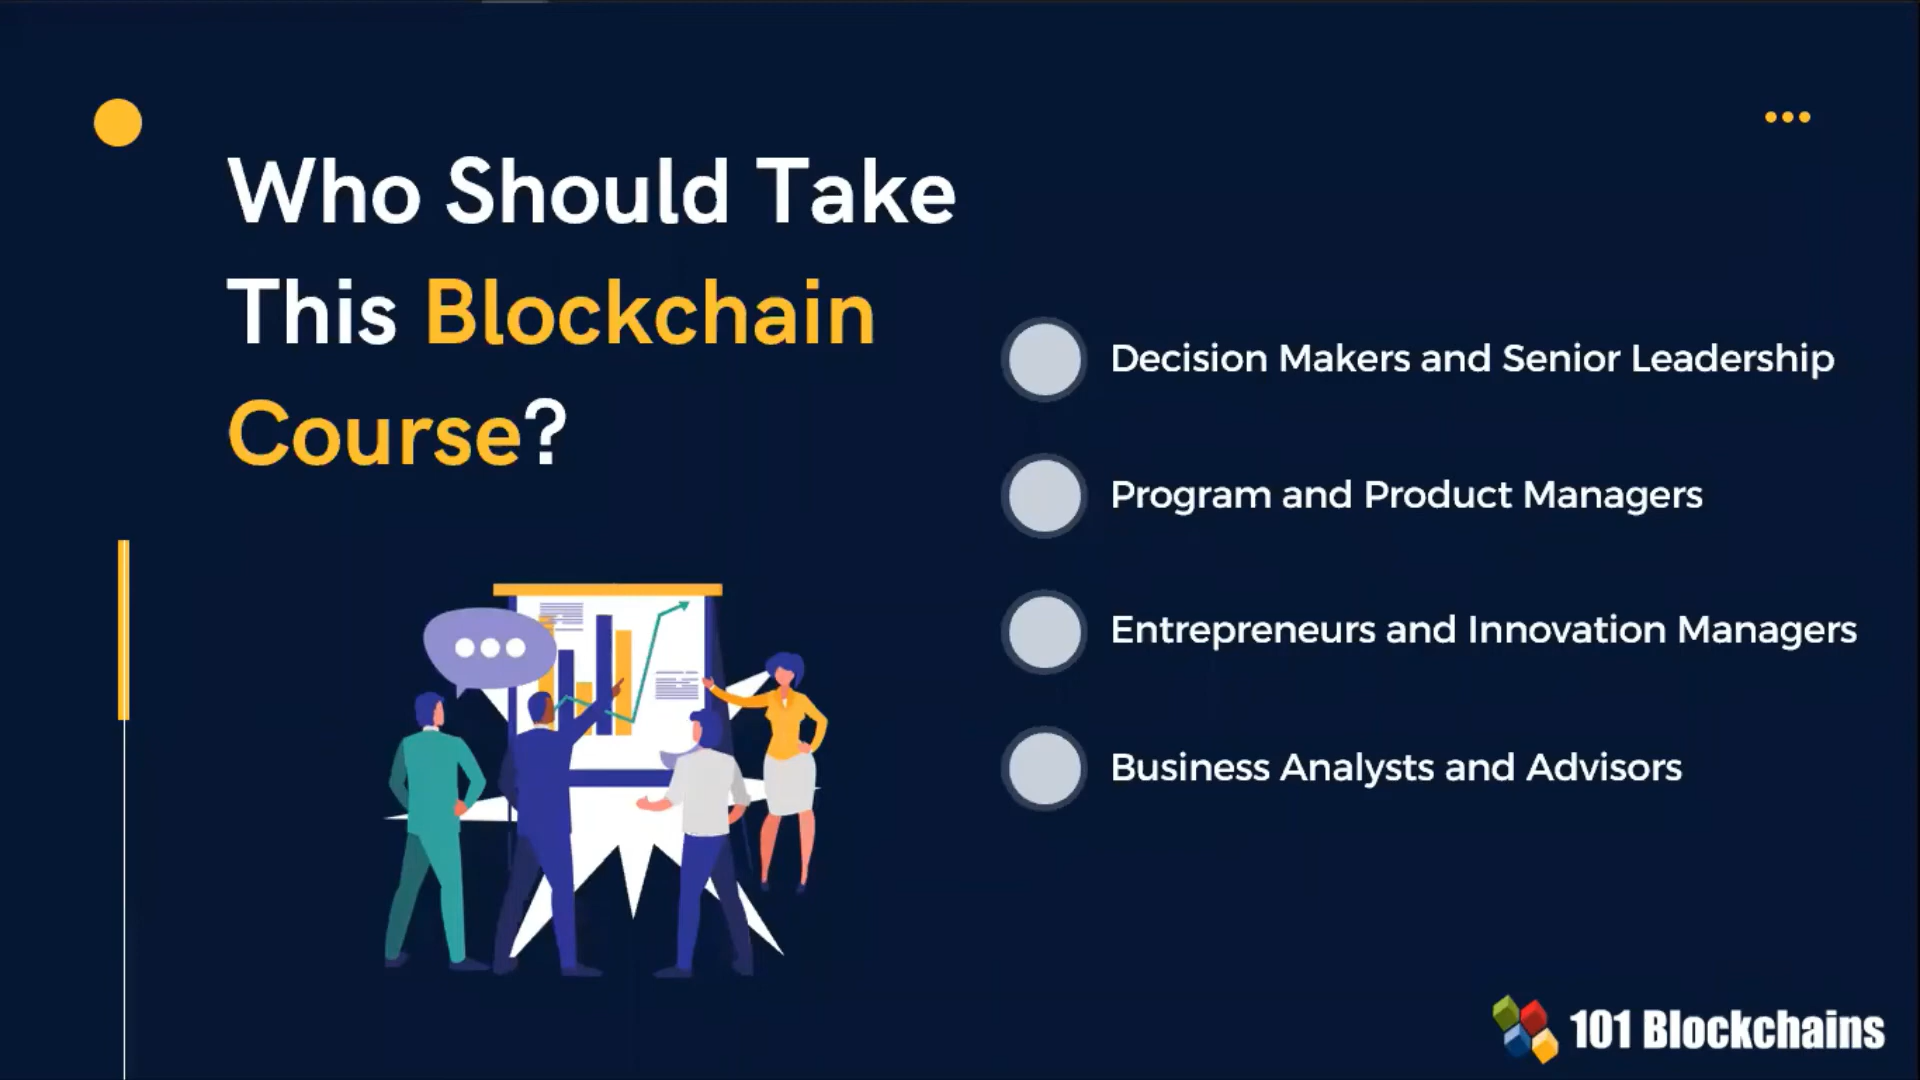 Who Should Take
This Blockchain
Course?
Decision Makers and Senior Leadership
Program and Product Managers
Entrepreneurs and Innovation Managers
Business Analysts and Advisors
101 Blockchains